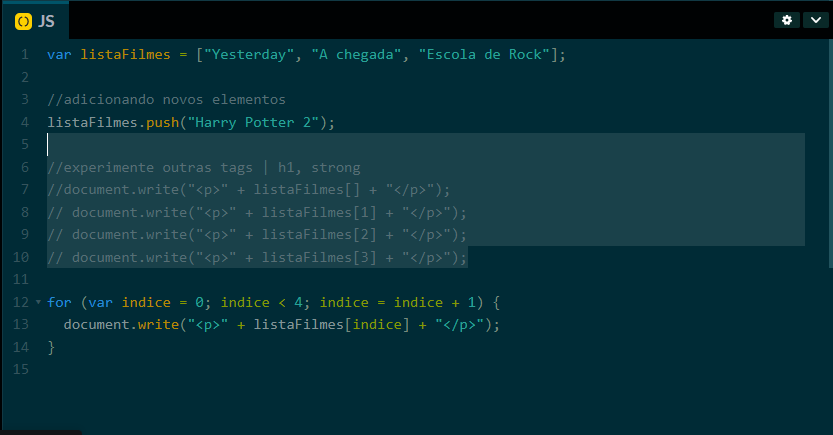 JS
1 var listaFilmes = ["Yesterday", "A chegada", "Escola de Rock"];
2
3 //adicionando novos elementos
4 listaFilmes.push("Harry Potter 2");
5
6 //experimente outras tags | h1, strong
7 //document.write("<p>" + listaFilmes[] + "</p>");
8 // document.write("<p>" + listaFilmes[1] + "</p>");
9 // document.write("<p>" + listaFilmes[2] + "</p>");
10 // document.write("<p>" + listaFilmes[3] + "</p>");
11
12 for (var indice = 0; indice < 4; indice = indice + 1) {
13   document.write("<p>" + listaFilmes[indice] + "</p>");
14 }
15